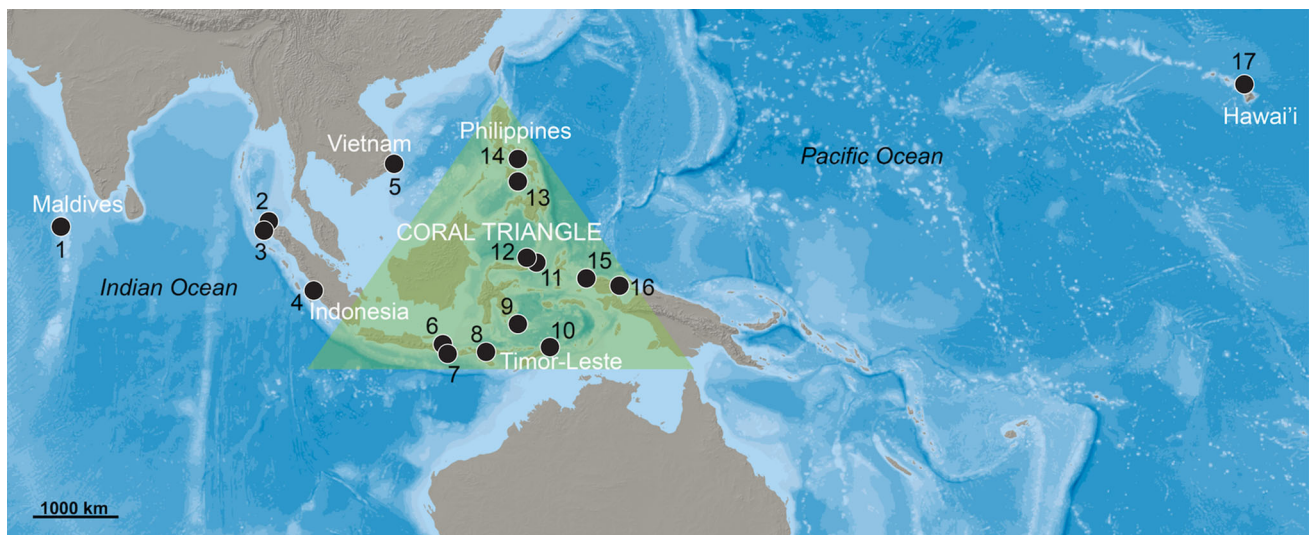 17
Hawai'i
Philippines
Vietnam
14
Pacific Ocean
5
13
Maldives
2
1
3
CORAL TRIANGLE
12
11
15
16
Indian Ocean
4
Indonesia
9
6
8
10
7
Timor-Leste
1000 km